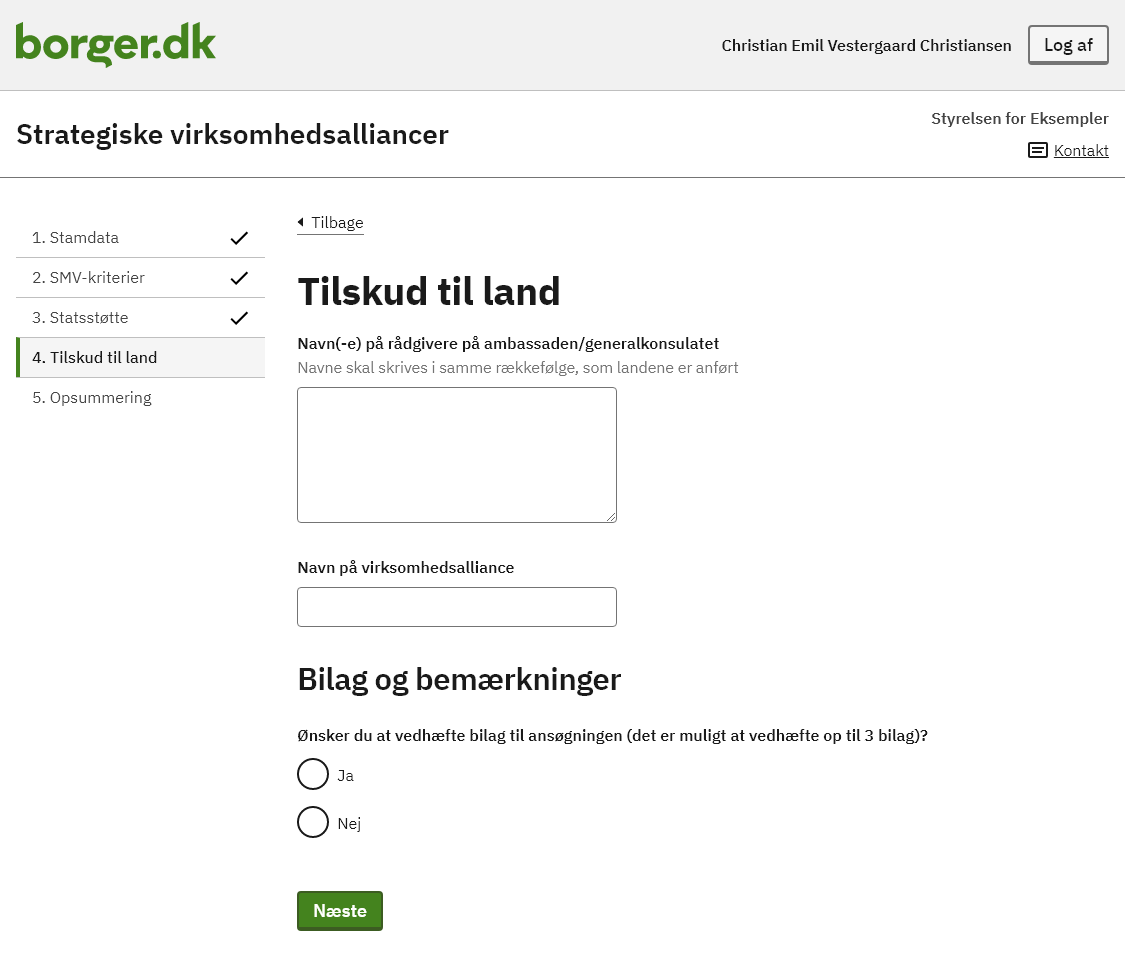 borger.dk
Christian Emil Vestergaard Christiansen
Log af
Strategiske virksomhedsalliancer
Styrelsen for Eksempler
Kontakt
1. Stamdata
2. SMV-kriterier
3. Statsstøtte
4. Tilskud til land
5. Opsummering
Tilbage
Tilskud til land
Navn(-e) på rådgivere på ambassaden/generalkonsulatet
Navne skal skrives i samme rækkefølge, som landene er anført
Navn på virksomhedsalliance
Bilag og bemærkninger
Ønsker du at vedhæfte bilag til ansøgningen (det er muligt at vedhæfte op til 3 bilag)?
Ja
Nej
Næste